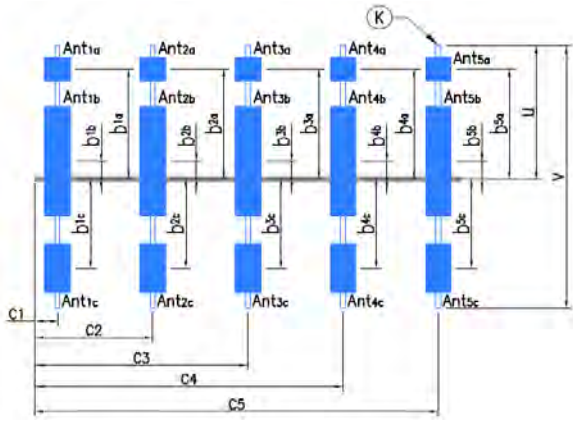 K
Ant1a Ant2a Ant3a Ant4a Ant5a
Ant1b Ant2b Ant3b Ant4b Ant5b
b1b b1a b2b b2a b3b b3a b4b b4a b5b b5a u v
b1c b2c b3c b4c b5c
Ant1c Ant2c Ant3c Ant4c Ant5c
C1
C2
C3
C4
C5